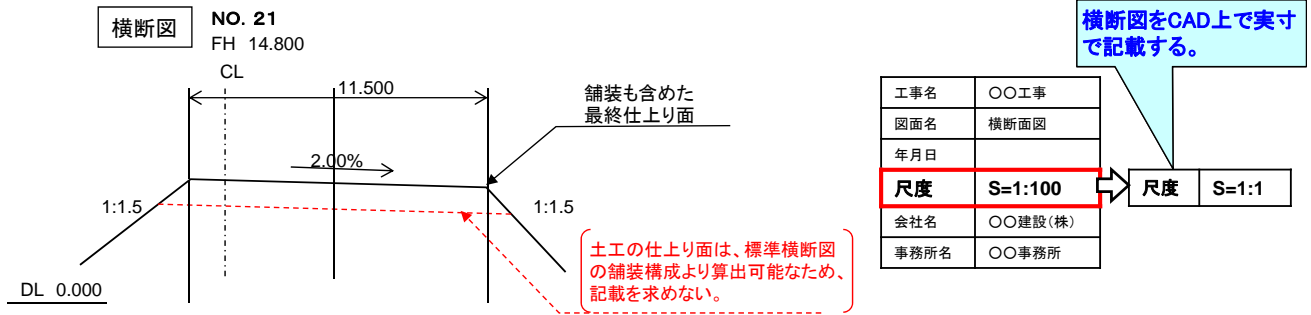 横断図
NO. 21
FH 14.800
CL
11.500
2.00%
1:1.5
1:1.5
DL 0.000
舗装も含めた
最終仕上り面
土工の仕上り面は、標準横断図
の舗装構成より算出可能なため、
記載を求めない。
横断図をCAD上で実寸
で記載する。
工事名 〇〇工事
図面名 横断面図
年月日
尺度 S=1:100
会社名 〇〇建設(株)
事務所名 〇〇事務所
尺度 S=1:1